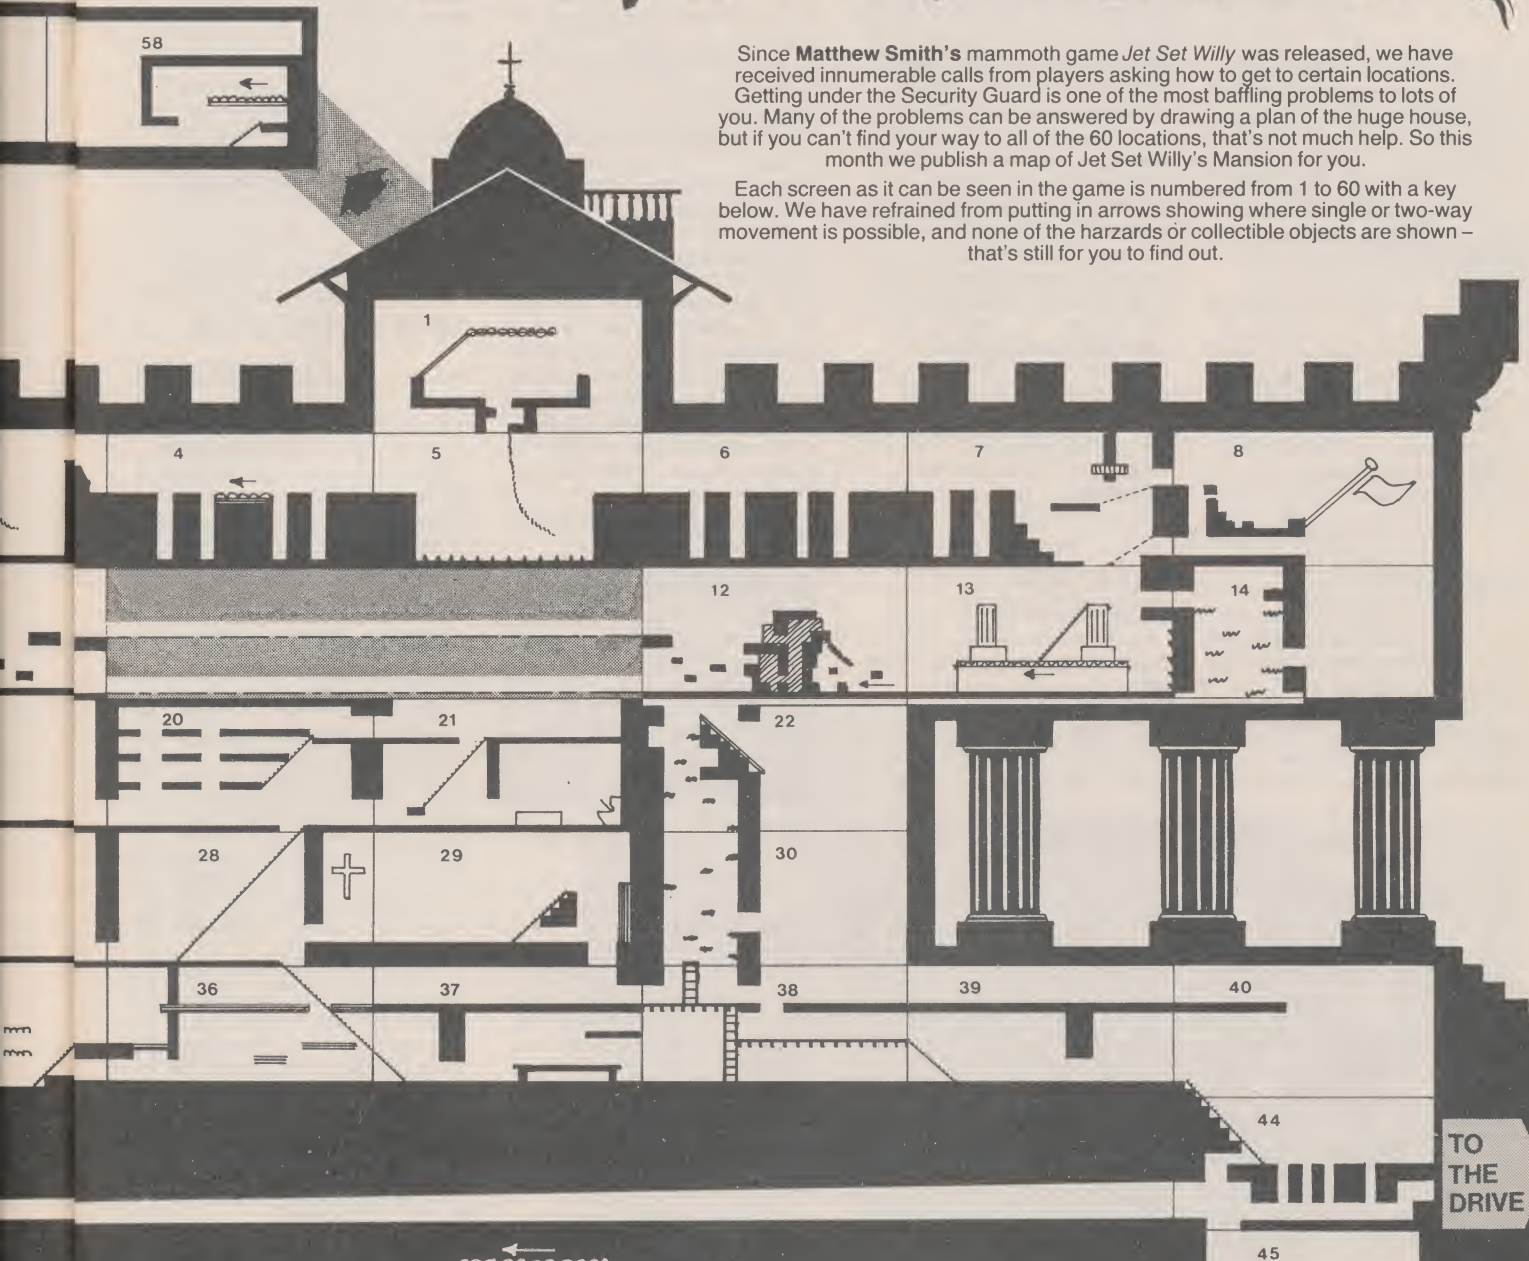 58
Since Matthew Smith's mammoth game Jet Set Willy was released, we have
received innumerable calls from players asking how to get to certain locations.
Getting under the Security Guard is one of the most baffling problems to lots of
you. Many of the problems can be answered by drawing a plan of the huge house,
but if you can't find your way to all of the 60 locations, that's not much help. So this
month we publish a map of Jet Set Willy's Mansion for you.
Each screen as it can be seen in the game is numbered from 1 to 60 with a key
below. We have refrained from putting in arrows showing where single or two-way
movement is possible, and none of the harzards or collectible objects are shown –
that's still for you to find out.
1
4
5
6
7
8
12
13
14
20
21
22
28
29
30
36
37
38
39
40
44
TO
THE
DRIVE
45